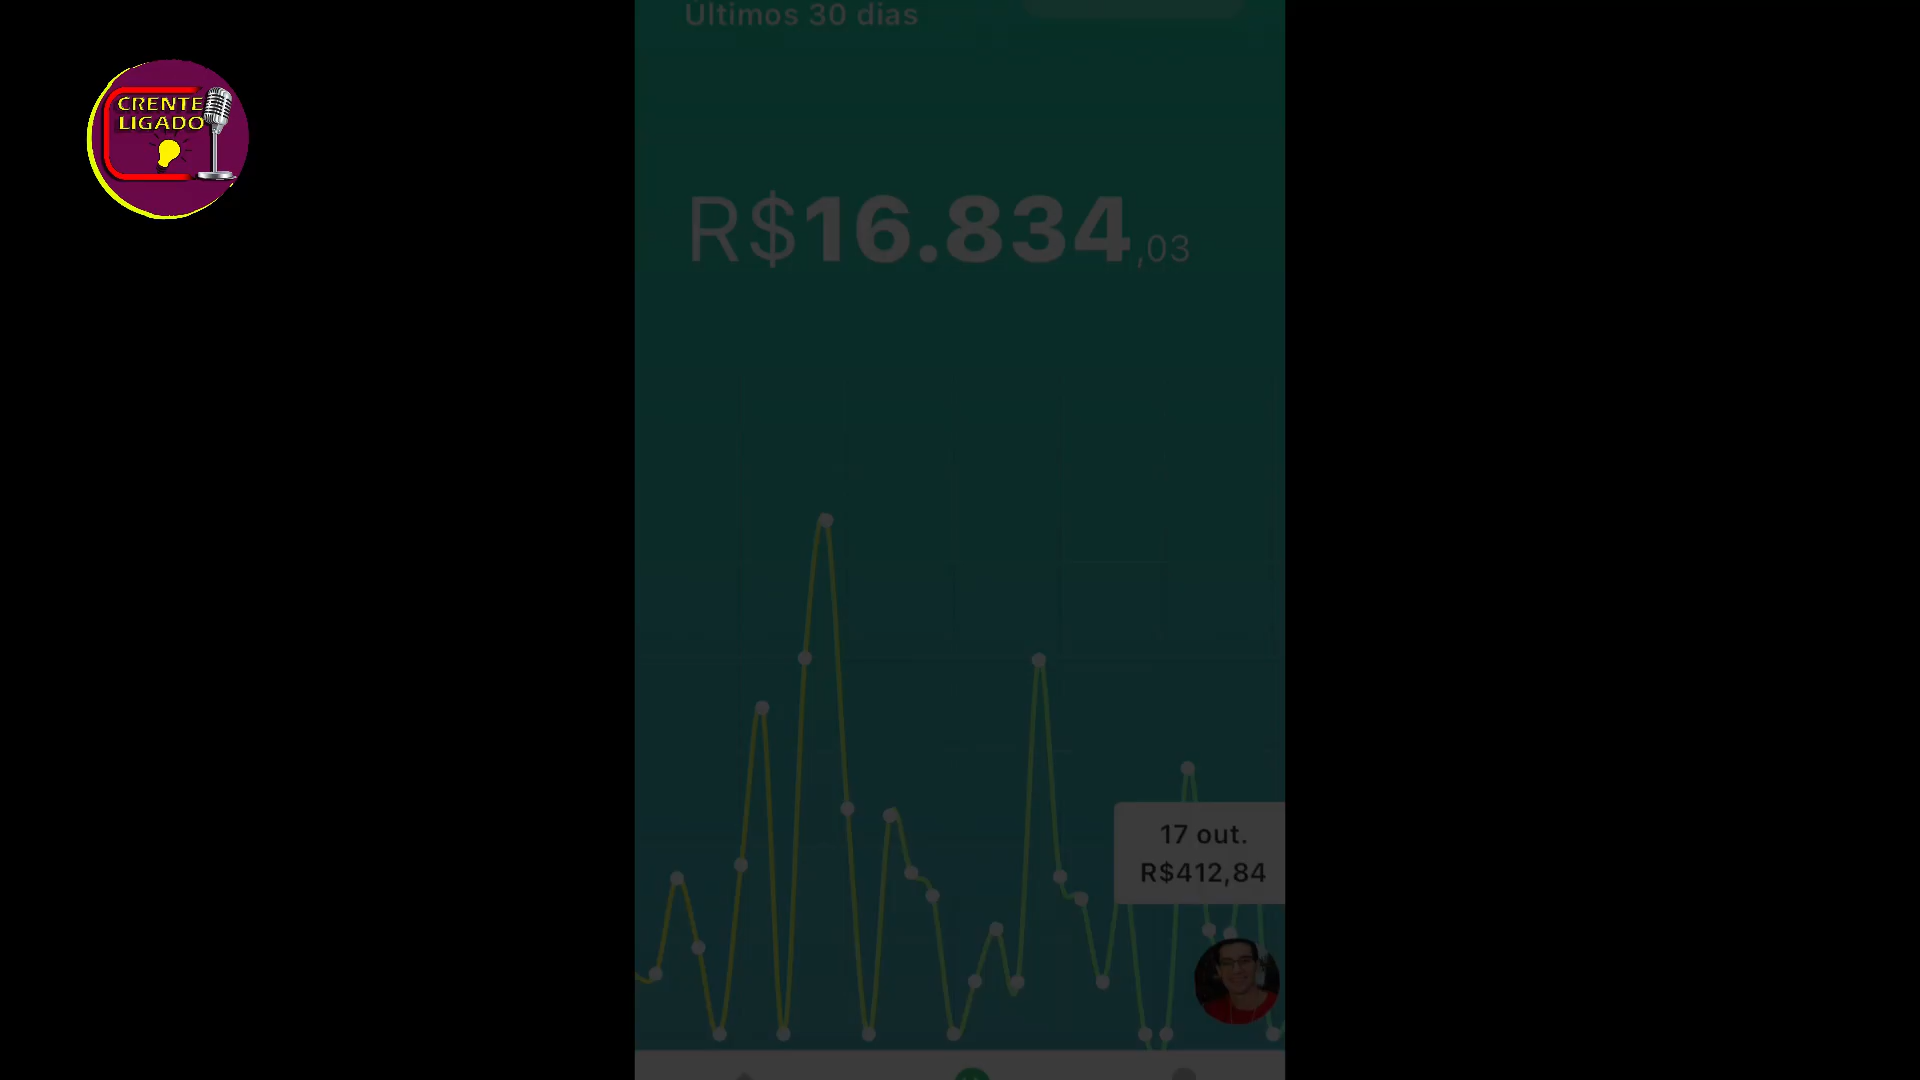 Últimos 30 dias
CRENTE
LIGADO
R$16.834,03
17 out.
R$412,84